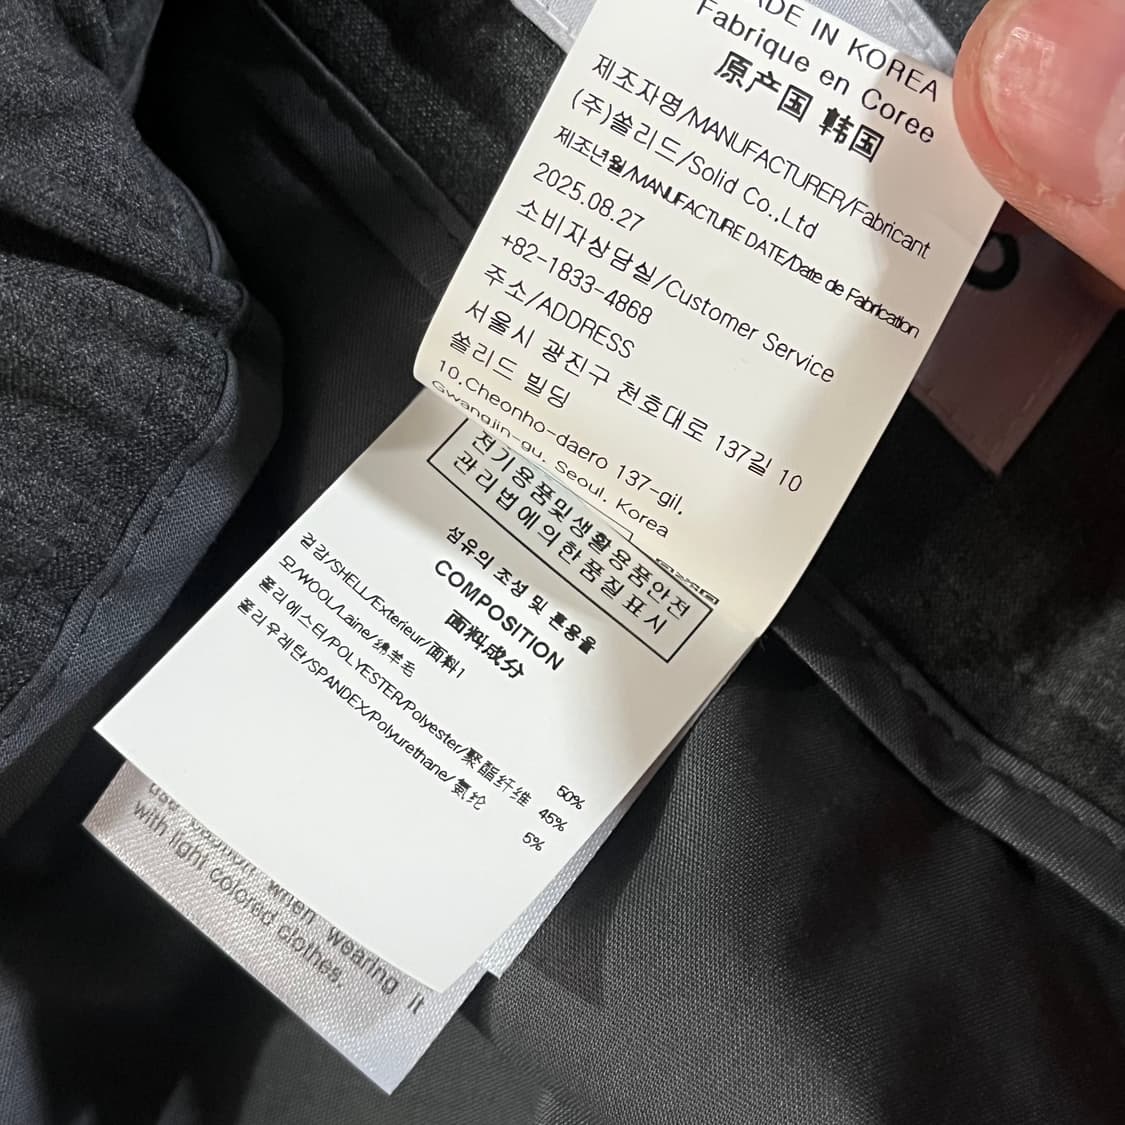 MADE IN KOREA
Fabrique en Coree
原产国 韩国
제조자명/MANUFACTURER/Fabricant
(주)쏠리드/Solid Co.,Ltd
제조년월/MANUFACTURE DATE/Date de Fabrication
2025.08.27
소비자상담실/Customer Service
+82-1833-4868
주소/ADDRESS
서울시 광진구 천호대로 137길 10
쏠리드 빌딩
10,Cheonho-daero 137-gil,
Gwangjin-gu, Seoul, Korea
전기용품및생활용품안전
관리법에의한품질표시
섬유의 조성 및 혼용율
COMPOSITION
面料成分
겉감/SHELL/Exterieur/面料1
모/WOOL/Laine/绵羊毛 50%
폴리에스터/POLYESTER/Polyester/聚酯纤维 45%
폴리우레탄/SPANDEX/Polyurethane/氨纶 5%
when wearing it
with light colored clothes.